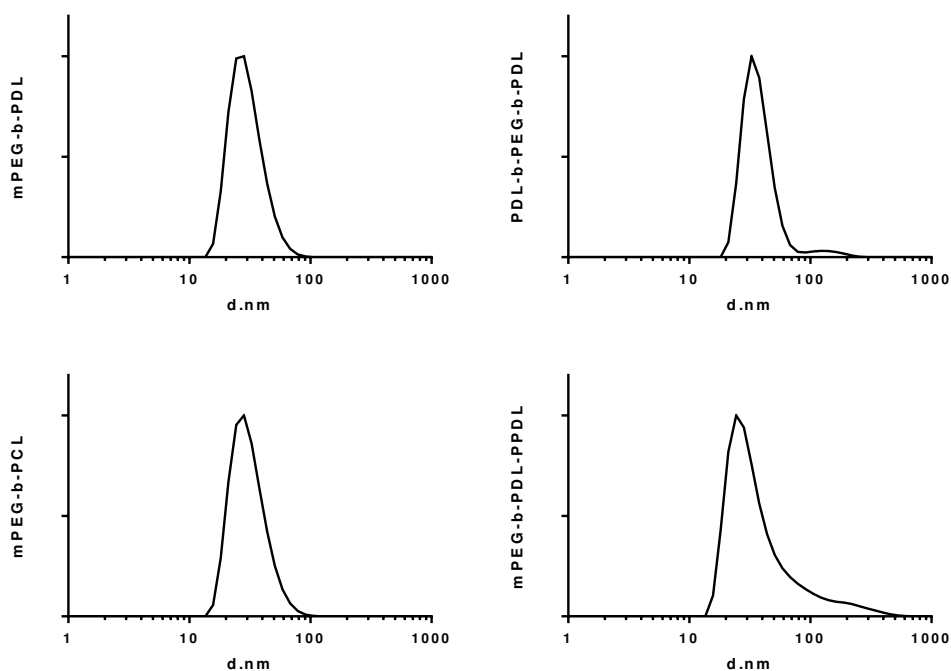 mPEG-b-PDL
1 10 100 1000
d.nm
PDL-b-PEG-b-PDL
1 10 100 1000
d.nm
mPEG-b-PCL
1 10 100 1000
d.nm
mPEG-b-PDL-PPDL
1 10 100 1000
d.nm